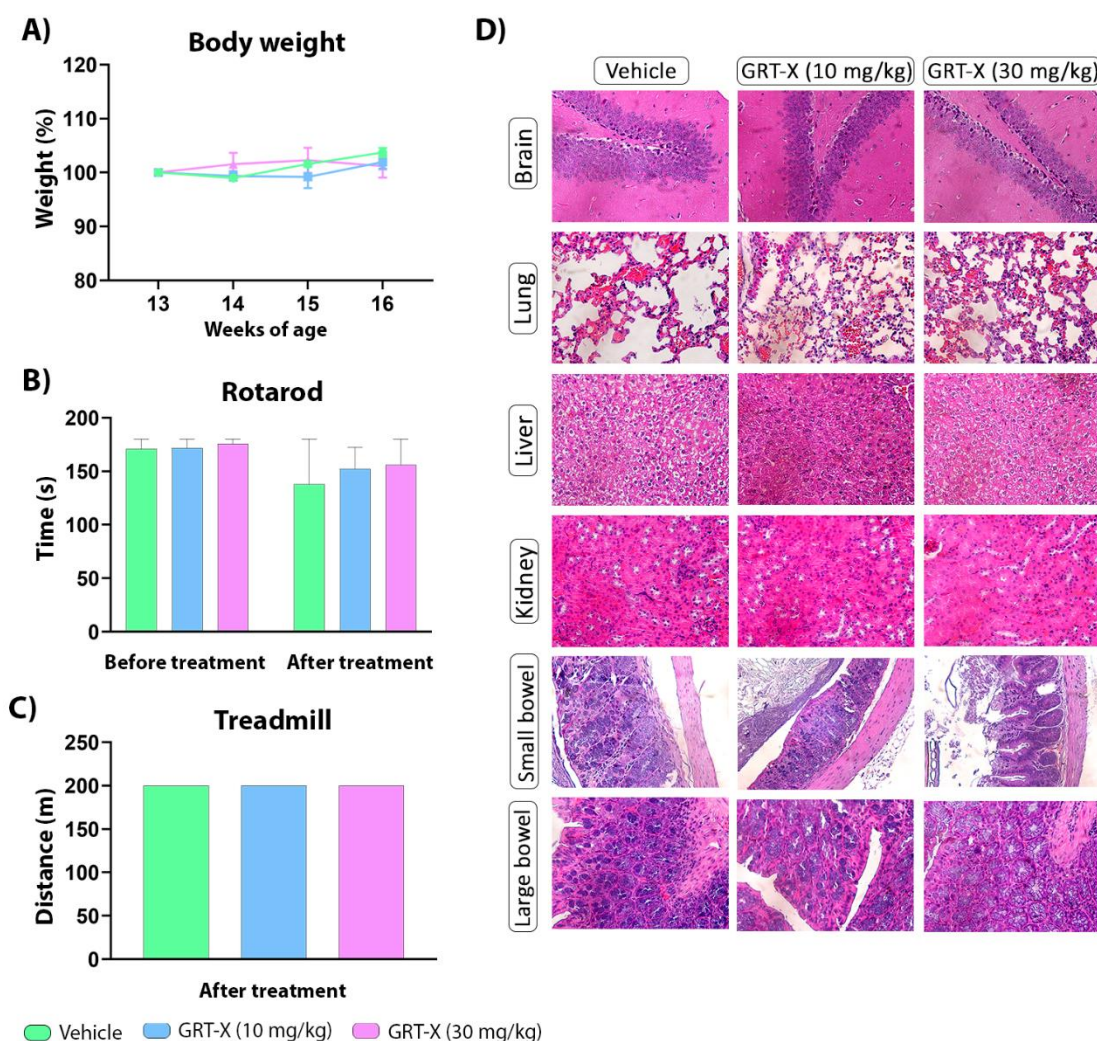 A)
Body weight
120
110
100
90
80
Weight (%)
13 14 15 16
Weeks of age
B)
Rotarod
200
150
100
50
0
Time (s)
Before treatment After treatment
C)
Treadmill
250
200
150
100
50
0
Distance (m)
After treatment
Vehicle GRT-X (10 mg/kg) GRT-X (30 mg/kg)
D)
Vehicle GRT-X (10 mg/kg) GRT-X (30 mg/kg)
Brain
Lung
Liver
Kidney
Small bowel
Large bowel